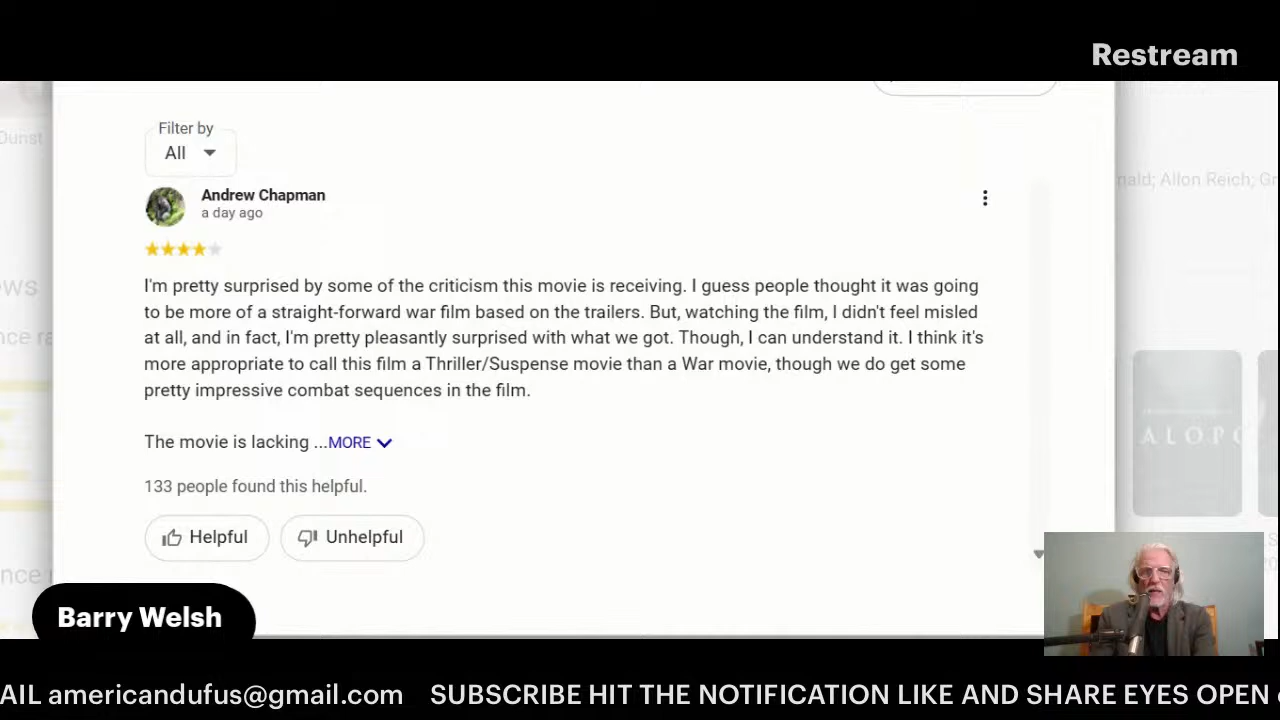 Restream
Filter by
Dunst
All
nald; Allon Reich; Gr
Andrew Chapman
a day ago
I'm pretty surprised by some of the criticism this movie is receiving. I guess people thought it was going
to be more of a straight-forward war film based on the trailers. But, watching the film, I didn't feel misled
at all, and in fact, I'm pretty pleasantly surprised with what we got. Though, I can understand it. I think it's
more appropriate to call this film a Thriller/Suspense movie than a War movie, though we do get some
pretty impressive combat sequences in the film.
The movie is lacking ...MORE
133 people found this helpful.
Helpful
Unhelpful
Barry Welsh
AIL americandufus@gmail.com SUBSCRIBE HIT THE NOTIFICATION LIKE AND SHARE EYES OPEN